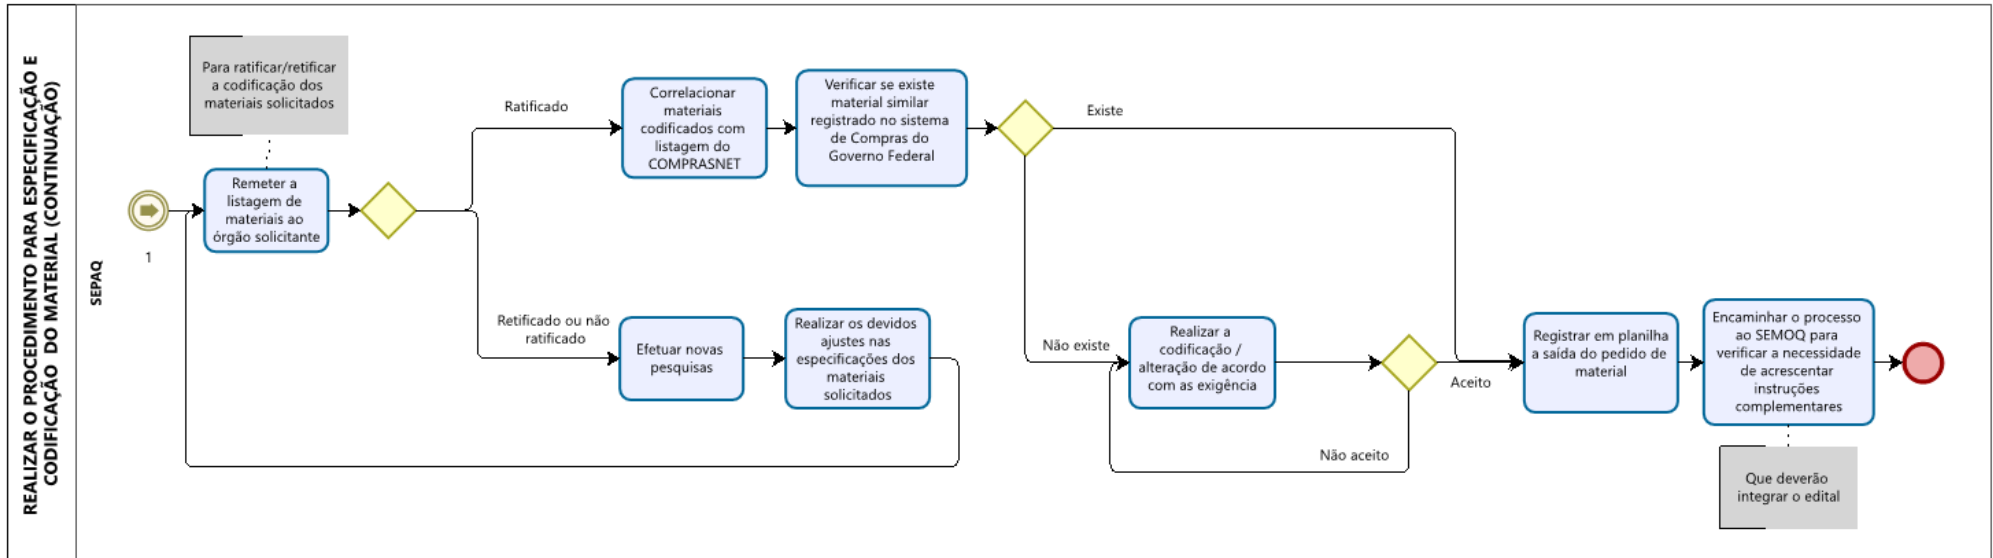 REALIZAR O PROCEDIMENTO PARA ESPECIFICAÇÃO E
CODIFICAÇÃO  DO MATERIAL (CONTINUAÇÃO)
SEPAQ
1
Para ratificar/retificar
a codificação dos
materiais solicitados
Remeter a
listagem de
materiais ao
órgão solicitante
Ratificado
Correlacionar
materiais
codificados com
listagem do
COMPRASNET
Verificar se existe
material similar
registrado no sistema
de Compras do
Governo Federal
Existe
Retificado ou não
ratificado
Efetuar novas
pesquisas
Realizar os devidos
ajustes nas
especificações dos
materiais
solicitados
Não existe
Realizar a
codificação /
alteração de acordo
com as exigência
Aceito
Não aceito
Registrar em planilha
a saída do pedido de
material
Encaminhar o processo
ao SEMOQ para
verificar a necessidade
de acrescentar
instruções
complementares
Que deverão
integrar o edital